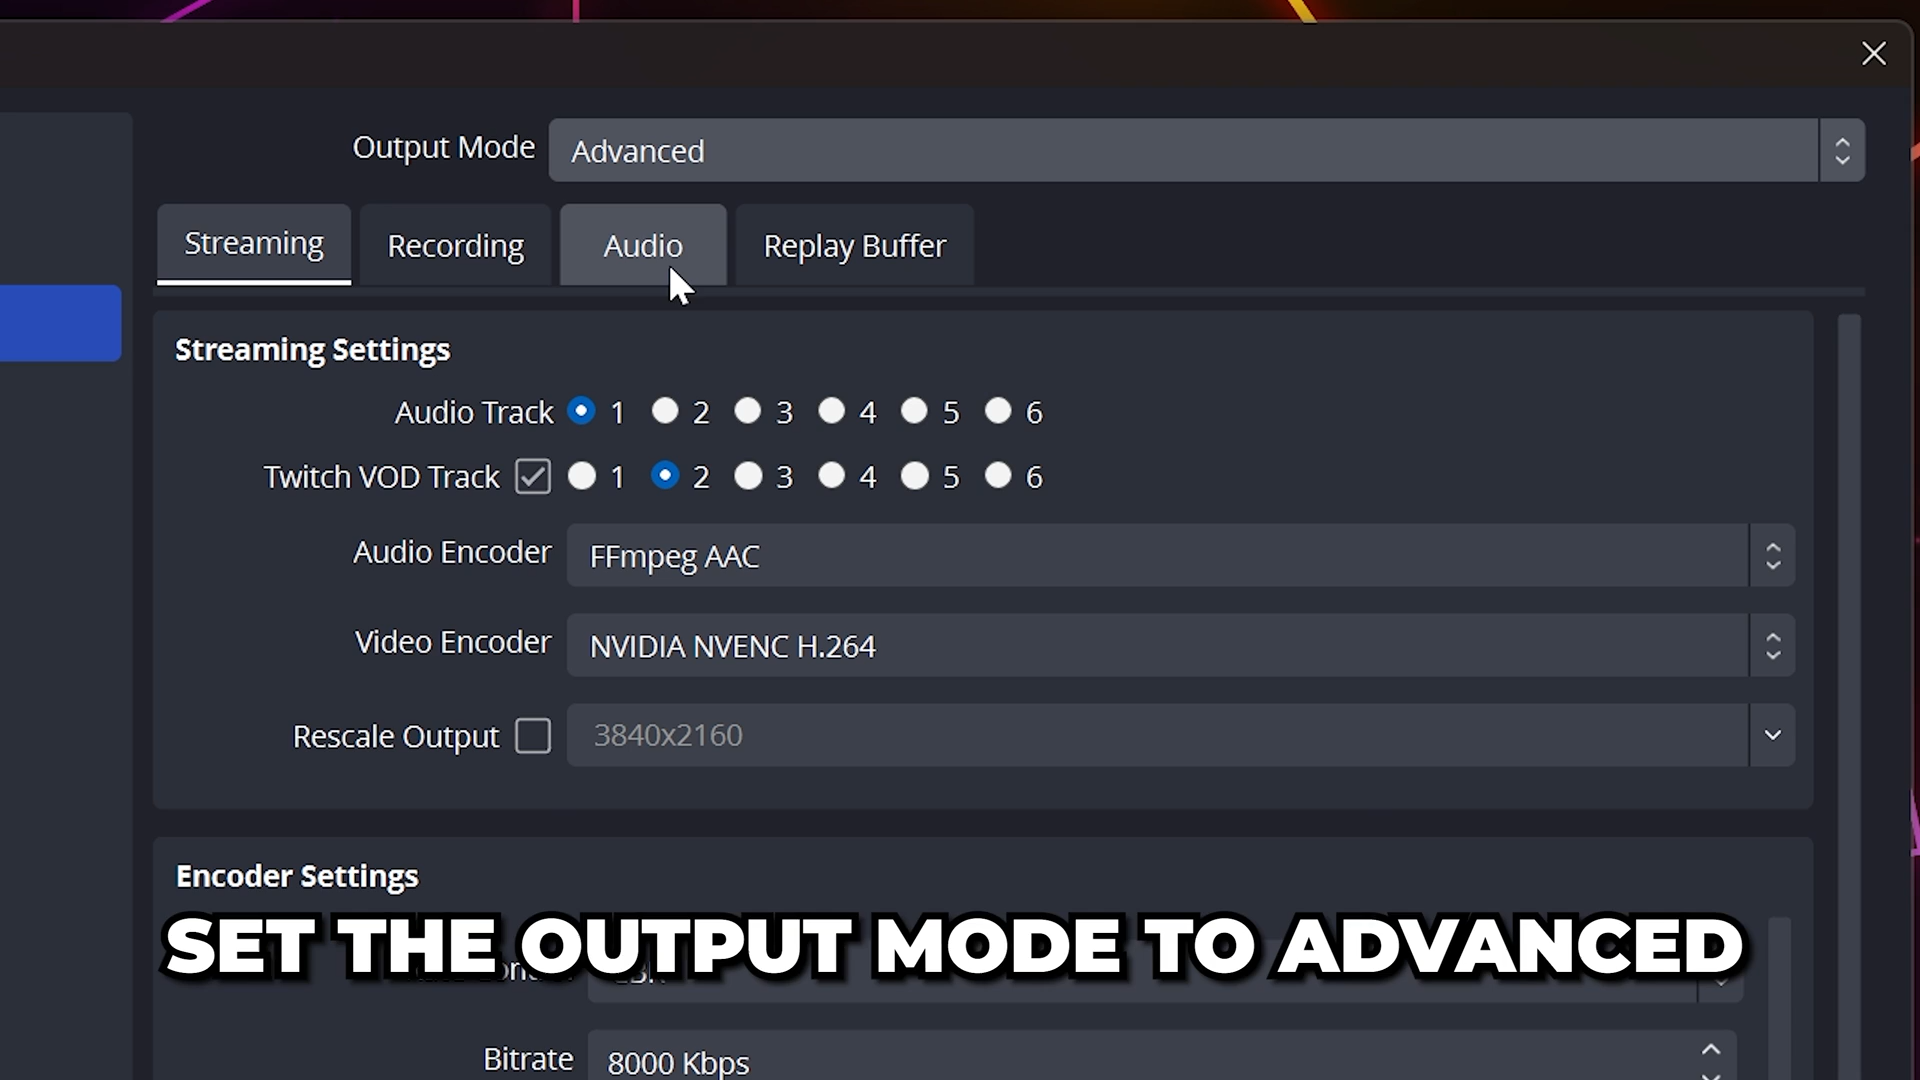 Output Mode Advanced
Streaming Recording Audio Replay Buffer
Streaming Settings
Audio Track 1 2 3 4 5 6
Twitch VOD Track 1 2 3 4 5 6
Audio Encoder FFmpeg AAC
Video Encoder NVIDIA NVENC H.264
Rescale Output 3840x2160
Encoder Settings
SET THE OUTPUT MODE TO ADVANCED
Bitrate 8000 Kbps